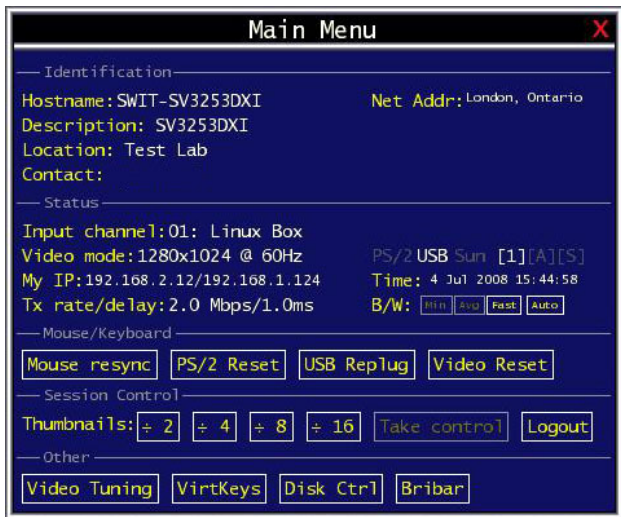 Main Menu X
Identification
Hostname: SWIT-SV3253DXI Net Addr: London, Ontario
Description: SV3253DXI
Location: Test Lab
Contact:
Status
Input channel: 01: Linux Box
Video mode: 1280x1024 @ 60Hz PS/2 USB Sun [1][A][S]
My IP: 192.168.2.12/192.168.1.124 Time: 4 Jul 2008 15:44:58
Tx rate/delay: 2.0 Mbps/1.0ms B/W: Min Avg Fast Auto
Mouse/Keyboard
Mouse resync PS/2 Reset USB Replug Video Reset
Session Control
Thumbnails: ÷ 2 ÷ 4 ÷ 8 ÷ 16 Take control Logout
Other
Video Tuning VirtKeys Disk Ctrl Bribar